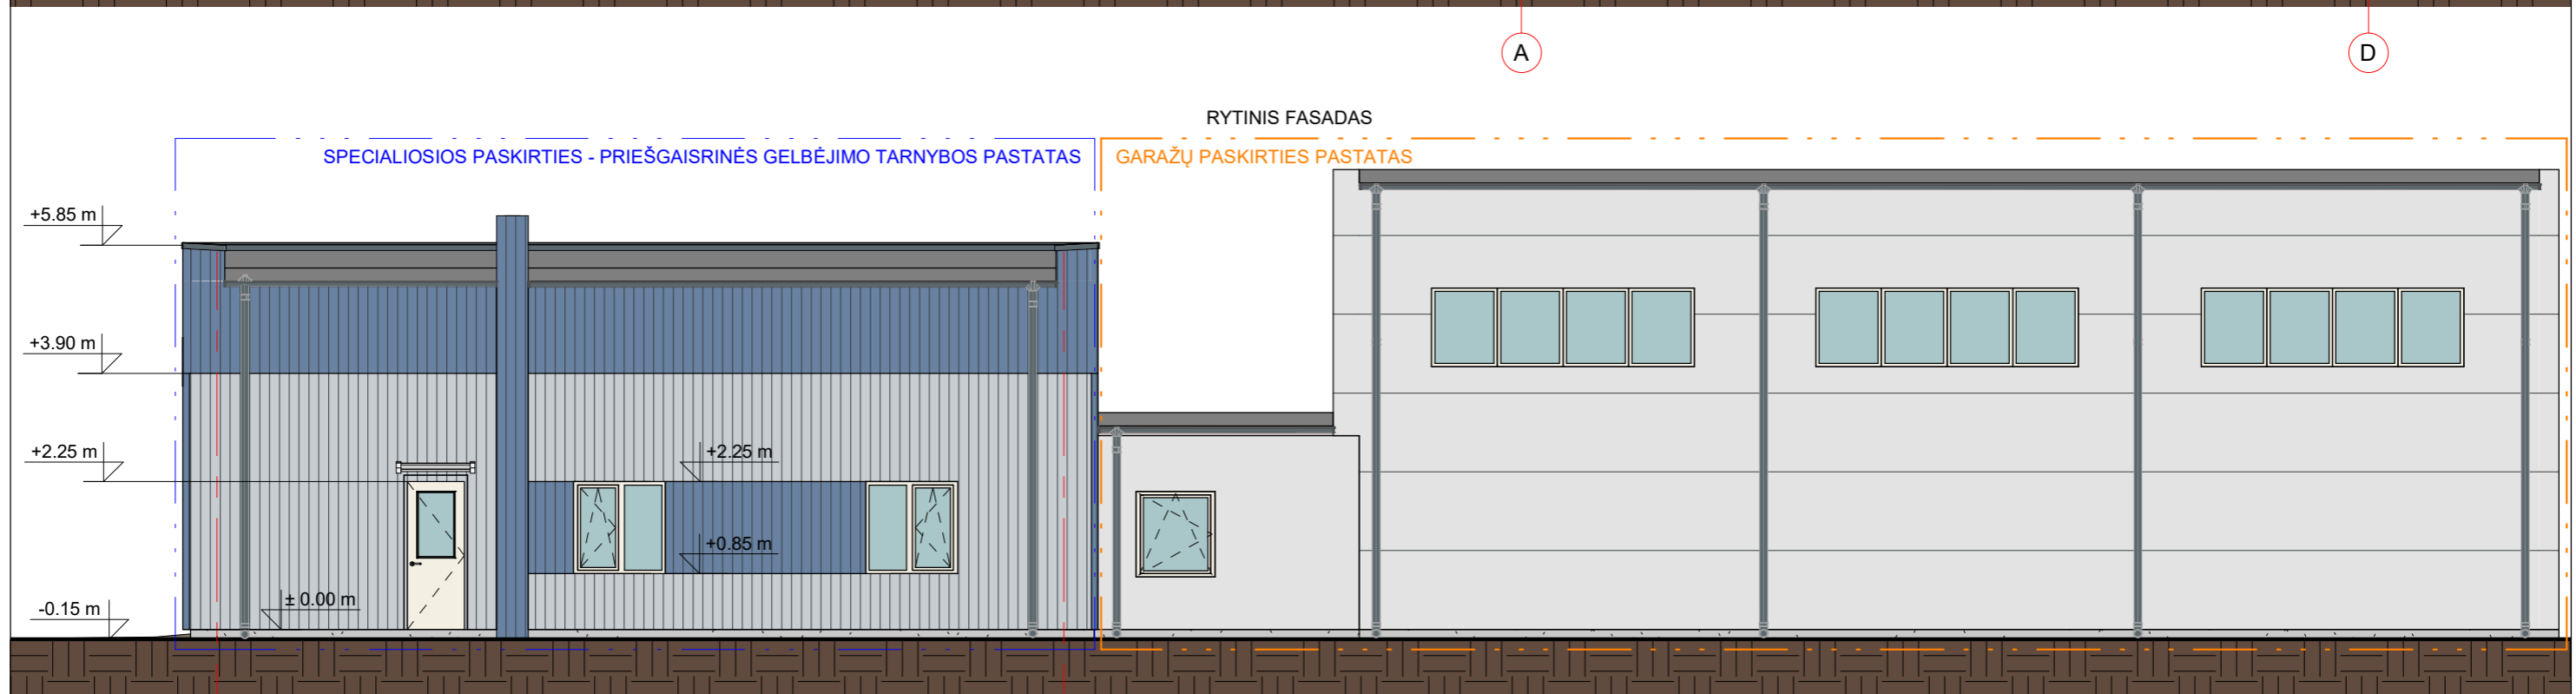 A
D
RYTINIS FASADAS
SPECIALIOSIOS PASKIRTIES - PRIEŠGAISRINĖS GELBĖJIMO TARNYBOS PASTATAS
GARAŽŲ PASKIRTIES PASTATAS
+5.85 m
+3.90 m
+2.25 m
+2.25 m
+0.85 m
± 0.00 m
-0.15 m